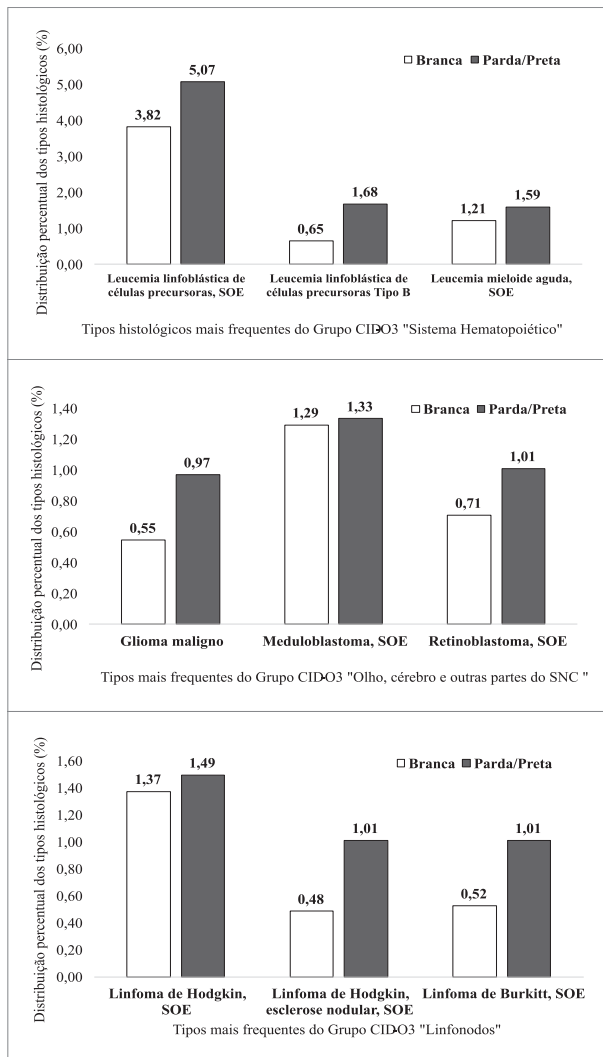 Distribuição percentual dos tipos histológicos (%)
6,00
5,00
4,00
3,00
2,00
1,00
0,00
Branca Parda/Preta
3,82
5,07
0,65
1,68
1,21
1,59
Leucemia linfoblástica de
células precursoras, SOE
Leucemia linfoblástica de
células precursoras Tipo B
Leucemia mieloide aguda,
SOE
Tipos histológicos mais frequentes do Grupo CID-O3 "Sistema Hematopoiético"
Distribuição percentual dos tipos histológicos (%)
1,40
1,20
1,00
0,80
0,60
0,40
0,20
0,00
Branca Parda/Preta
0,55
0,97
1,29
1,33
0,71
1,01
Glioma maligno
Meduloblastoma, SOE
Retinoblastoma, SOE
Tipos mais frequentes do Grupo CID-O3 "Olho, cérebro e outras partes do SNC "
Distribuição percentual dos tipos histológicos (%)
1,60
1,40
1,20
1,00
0,80
0,60
0,40
0,20
0,00
Branca Parda/Preta
1,37
1,49
0,48
1,01
0,52
1,01
Linfoma de Hodgkin,
SOE
Linfoma de Hodgkin,
esclerose nodular, SOE
Linfoma de Burkitt, SOE
Tipos mais frequentes do Grupo CID-O3 "Linfonodos"